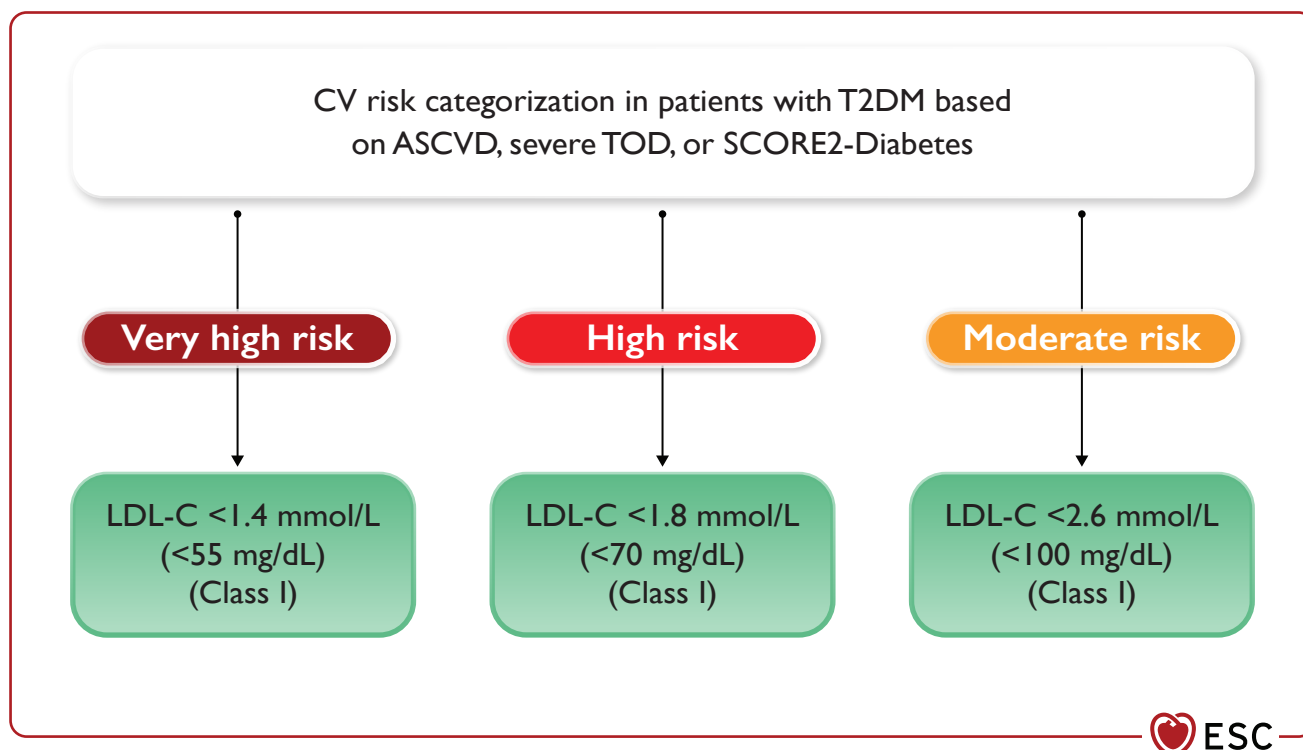 CV risk categorization in patients with T2DM based
on ASCVD, severe TOD, or SCORE2-Diabetes
Very high risk
High risk
Moderate risk
LDL-C <1.4 mmol/L
(<55 mg/dL)
(Class I)
LDL-C <1.8 mmol/L
(<70 mg/dL)
(Class I)
LDL-C <2.6 mmol/L
(<100 mg/dL)
(Class I)
ESC